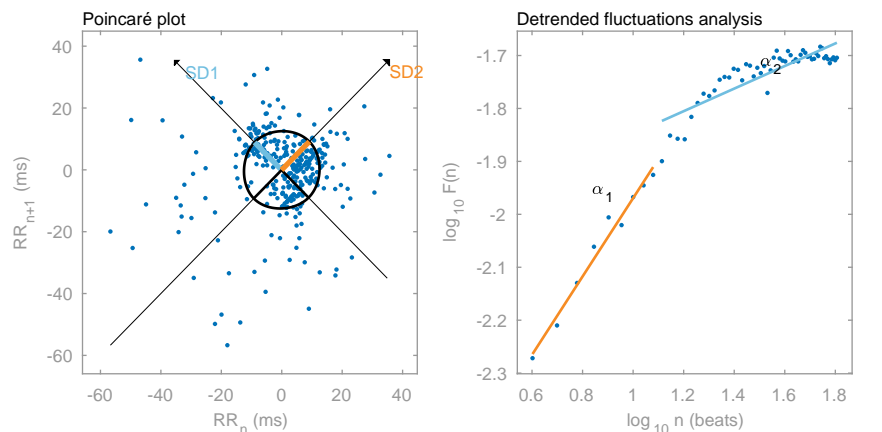 Poincaré plot
SD1
SD2
40
20
0
-20
-40
-60
-60
-40
-20
0
20
40
RRn (ms)
RRn+1 (ms)
Detrended fluctuations analysis
α2
α1
-1.7
-1.8
-1.9
-2
-2.1
-2.2
-2.3
0.6
0.8
1
1.2
1.4
1.6
1.8
log10 n (beats)
log10 F(n)